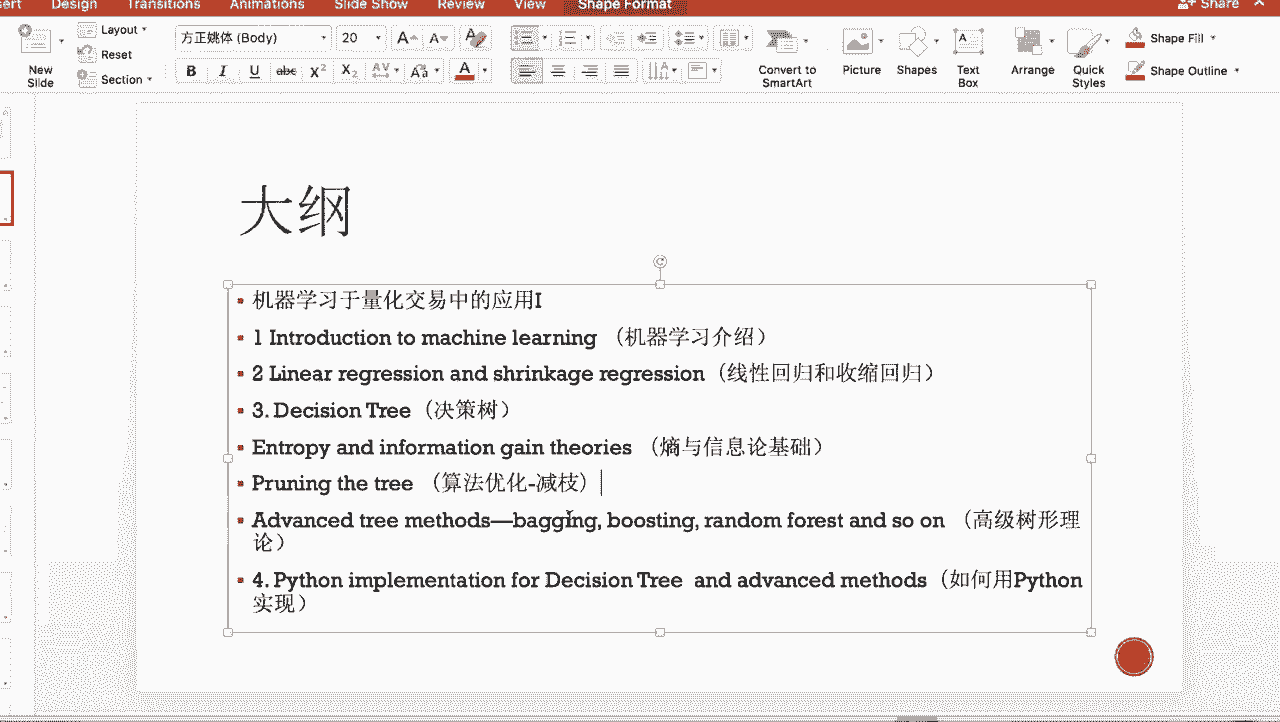 sert Design Transitions Animations Slide Show Review View Shape Format Share
Layout
Reset
Section
New
Slide
方正姚体 (Body) 20
B I U abc X2 X2 AV Aa A
Convert to
SmartArt
Picture
Shapes
Text
Box
Arrange
Quick
Styles
Shape Fill
Shape Outline
大纲
机器学习于量化交易中的应用I
1 Introduction to machine learning （机器学习介绍）
2 Linear regression and shrinkage regression（线性回归和收缩回归）
3. Decision Tree（决策树）
Entropy and information gain theories （熵与信息论基础）
Pruning the tree （算法优化-减枝）
Advanced tree methods—bagging, boosting, random forest and so on （高级树形理
论）
4. Python implementation for Decision Tree and advanced methods（如何用Python
实现）